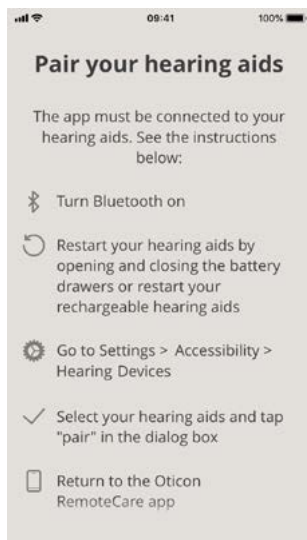 09:41
100%
Pair your hearing aids
The app must be connected to your
hearing aids. See the instructions
below:
Turn Bluetooth on
Restart your hearing aids by
opening and closing the battery
drawers or restart your
rechargeable hearing aids
Go to Settings > Accessibility >
Hearing Devices
Select your hearing aids and tap
"pair" in the dialog box
Return to the Oticon
RemoteCare app